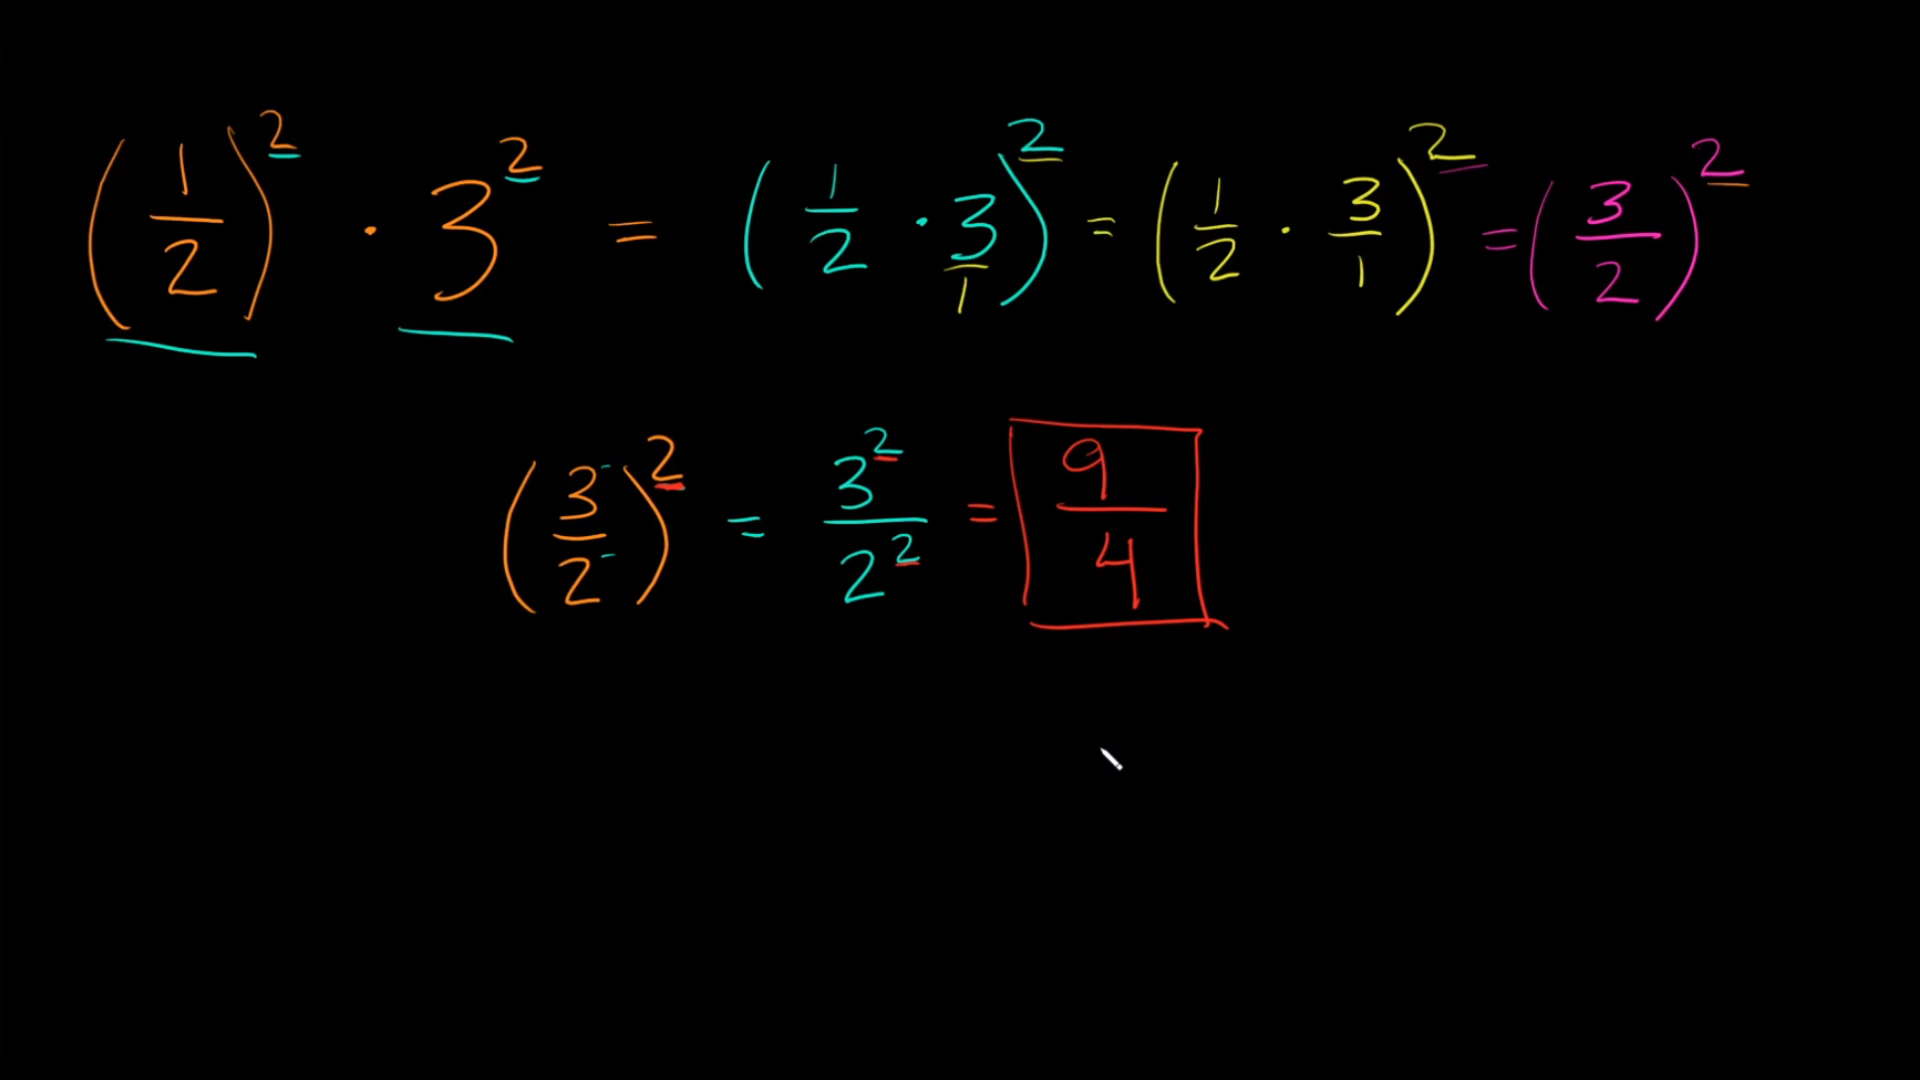 (1/2)² · 3² = (1/2 · 3/1)² = (1/2 · 3/1)² = (3/2)²
(3/2)² = 3²/2² = 9/4